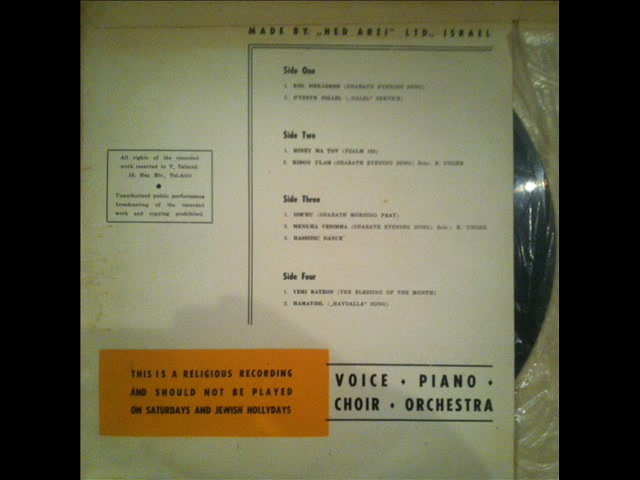 MADE BY „HED ARZI" LTD., ISRAEL
Side One
1. KOL MEKADESH (SHABATH EVENING SONG)
2. B'TZETH ISRAEL („HALEL" SERVICE)
Side Two
1. HINEY MA TOV (PSALM 133)
2. RIBON ULAM (SHABATH EVENING SONG) Solo: E. UNGER
All rights of the recorded
work reserved to Y. Talmud.
Ben Tel-Aviv
●
Unauthorised public performance
broadcasting of the recorded
work and copying prohibited.
Side Three
1. (SHABATH MORNING PRAY)
2. MENUHA VESIMHA (SHABATH EVENING SONG) Solo: E. UNGER
3. HASSIDIC DANCE
Side Four
1. YEHI RATZON (THE BLESSING OF THE MONTH)
2. HAMAVDIL („HAVDALLA" SONG)
THIS IS A RELIGIOUS RECORDING
AND SHOULD NOT BE PLAYED
ON SATURDAYS AND JEWISH HOLLYDAYS
VOICE • PIANO •
CHOIR • ORCHESTRA